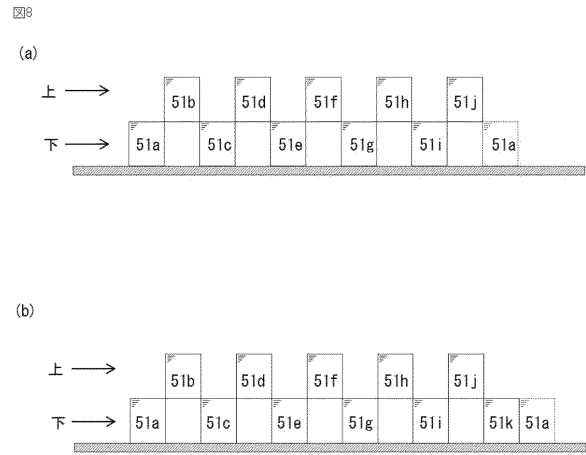 図8
(a)
上
51b 51d 51f 51h 51j
下
51a 51c 51e 51g 51i 51a
(b)
上
51b 51d 51f 51h 51j
下
51a 51c 51e 51g 51i 51k 51a